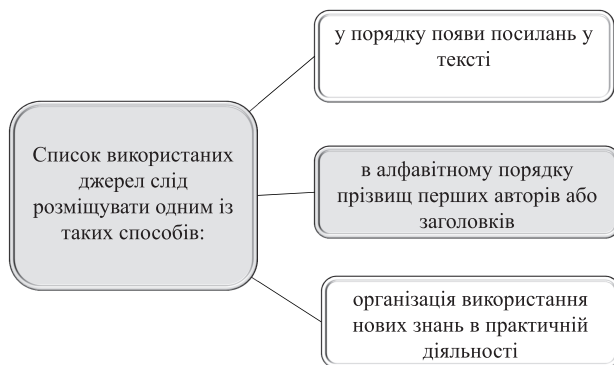 Список використаних
джерел слід
розміщувати одним із
таких способів:
у порядку появи посилань у
тексті
в алфавітному порядку
прізвищ перших авторів або
заголовків
організація використання
нових знань в практичній
діяльності